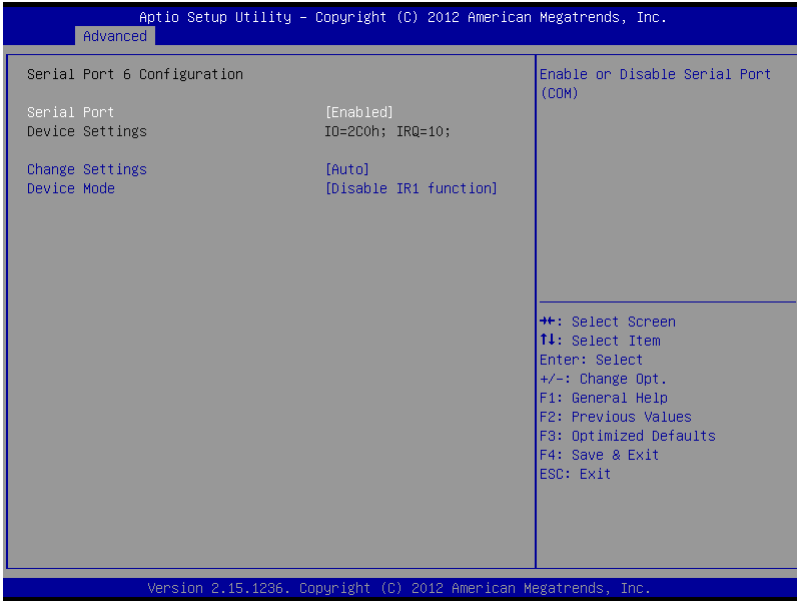 Aptio Setup Utility – Copyright (C) 2012 American Megatrends, Inc.
Advanced
Serial Port 6 Configuration
Serial Port [Enabled]
Device Settings IO=2C0h; IRQ=10;
Change Settings [Auto]
Device Mode [Disable IR1 function]
Enable or Disable Serial Port
(COM)
→←: Select Screen
↑↓: Select Item
Enter: Select
+/-: Change Opt.
F1: General Help
F2: Previous Values
F3: Optimized Defaults
F4: Save & Exit
ESC: Exit
Version 2.15.1236. Copyright (C) 2012 American Megatrends, Inc.